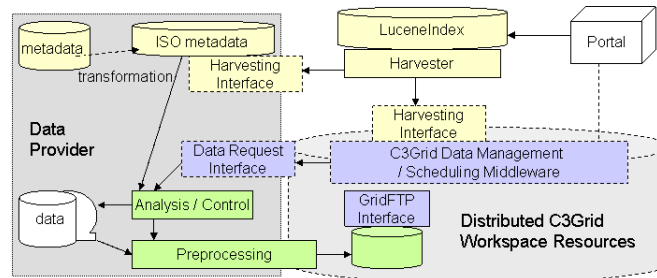 metadata
ISO metadata
LuceneIndex
Portal
transformation
Harvesting
Interface
Harvester
Harvesting
Interface
Data
Provider
Data Request
Interface
C3Grid Data Management
/ Scheduling Middleware
data
Analysis / Control
GridFTP
Interface
Preprocessing
Distributed C3Grid
Workspace Resources